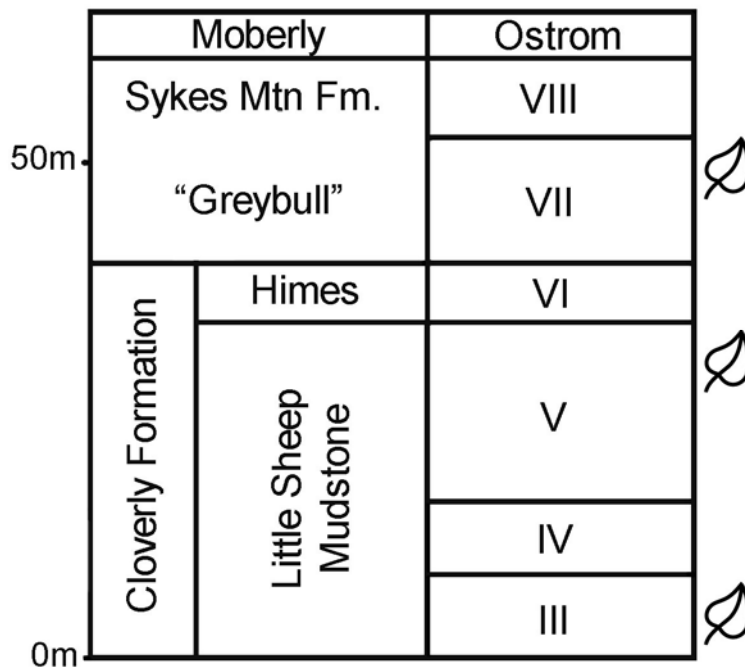 Moberly
Ostrom
Sykes Mtn Fm.
VIII
50m
“Greybull”
VII
Himes
VI
Cloverly Formation
Little Sheep
Mudstone
V
IV
III
0m